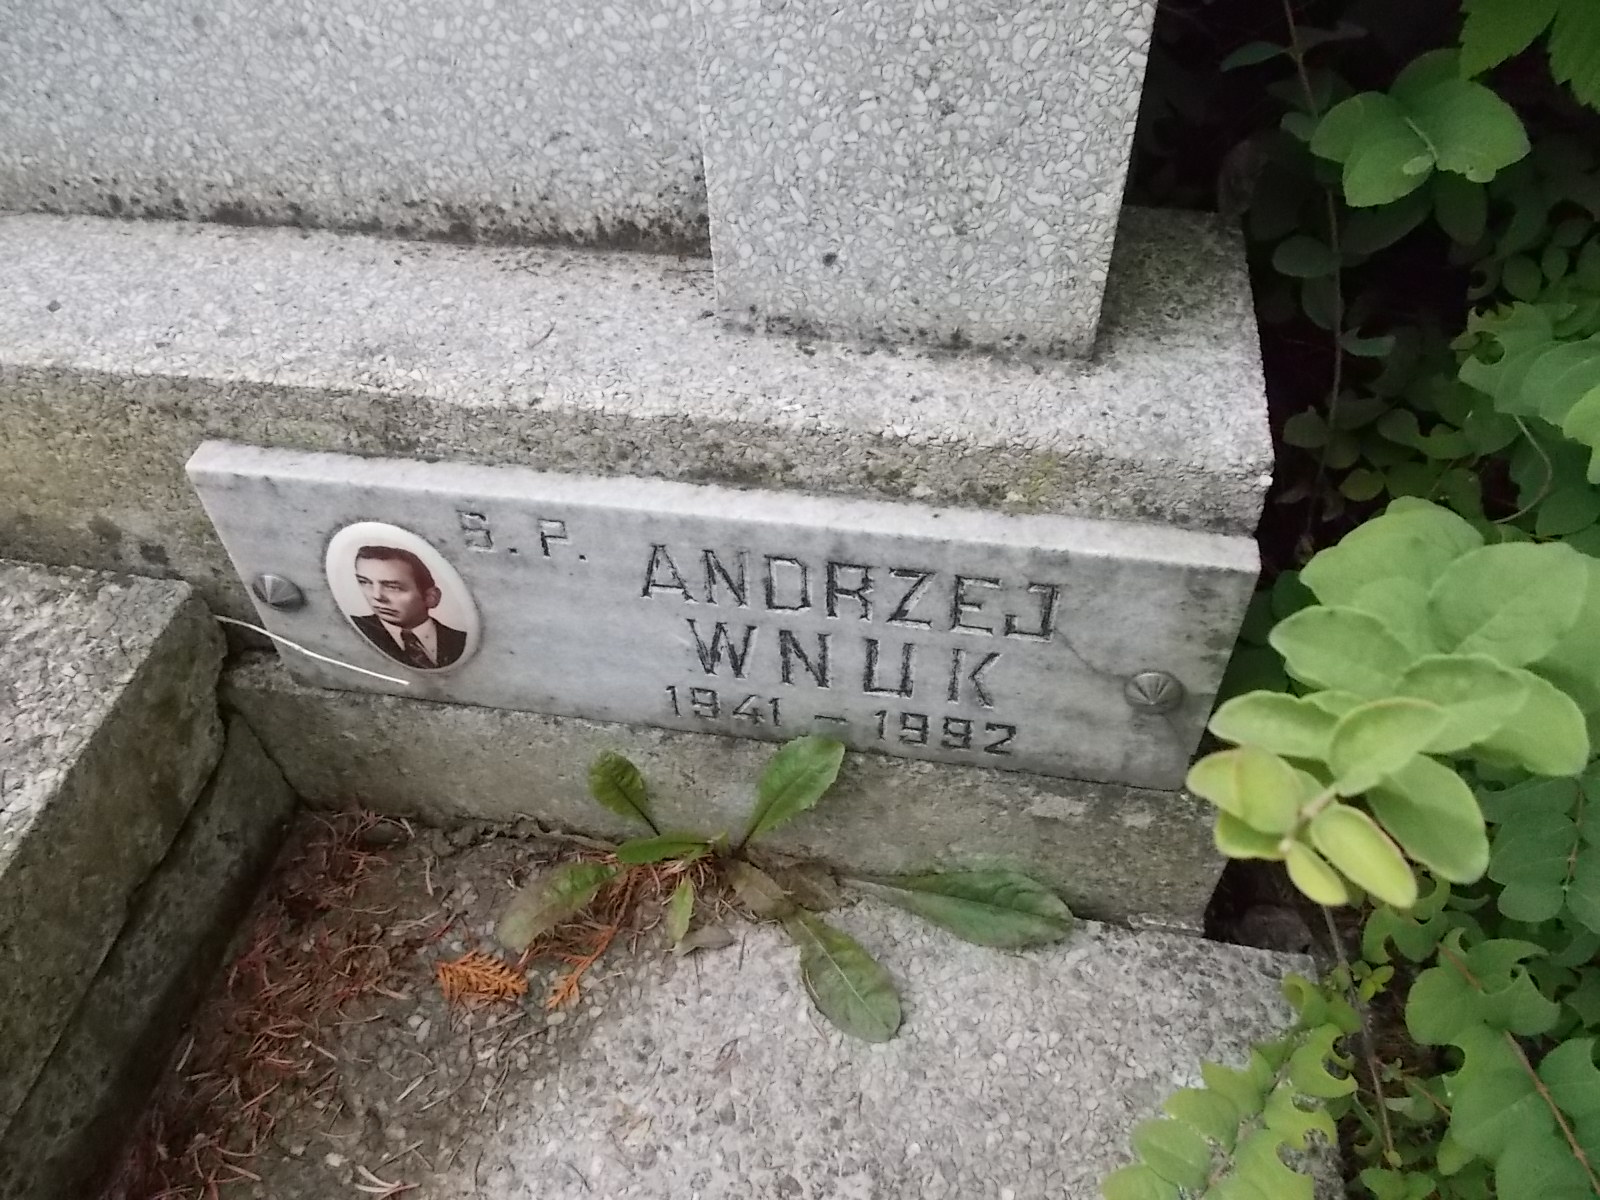 Ś.P. ANDRZEJ
WNUK
1941 - 1992